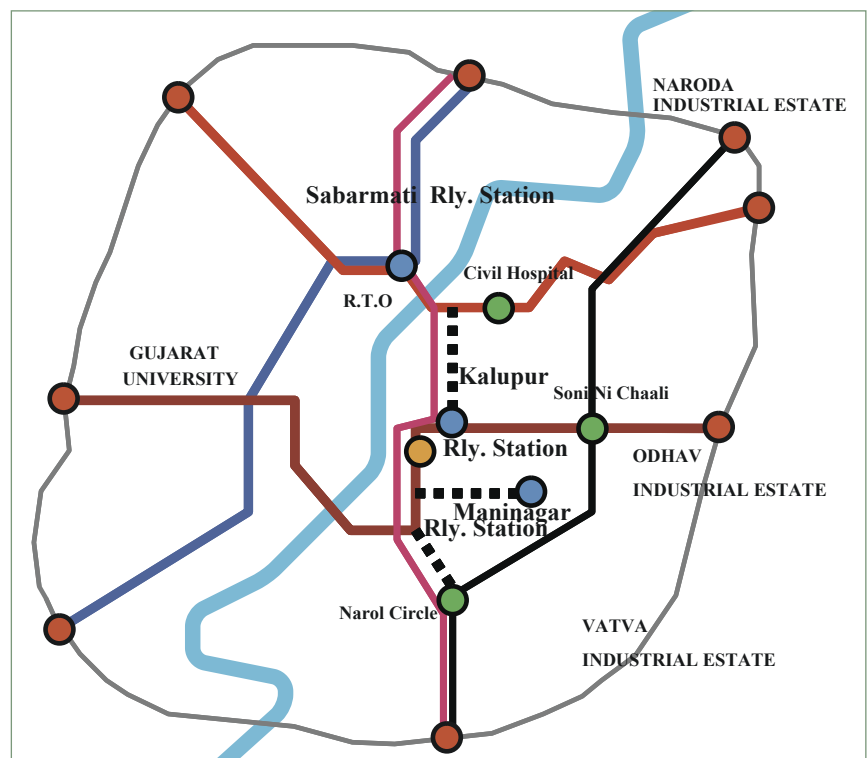 NARODA
INDUSTRIAL ESTATE
Sabarmati Rly. Station
Civil Hospital
R.T.O
GUJARAT
UNIVERSITY
Kalupur
Soni Ni Chaali
Rly. Station
ODHAV
INDUSTRIAL ESTATE
Maninagar
Rly. Station
Narol Circle
VATVA
INDUSTRIAL ESTATE